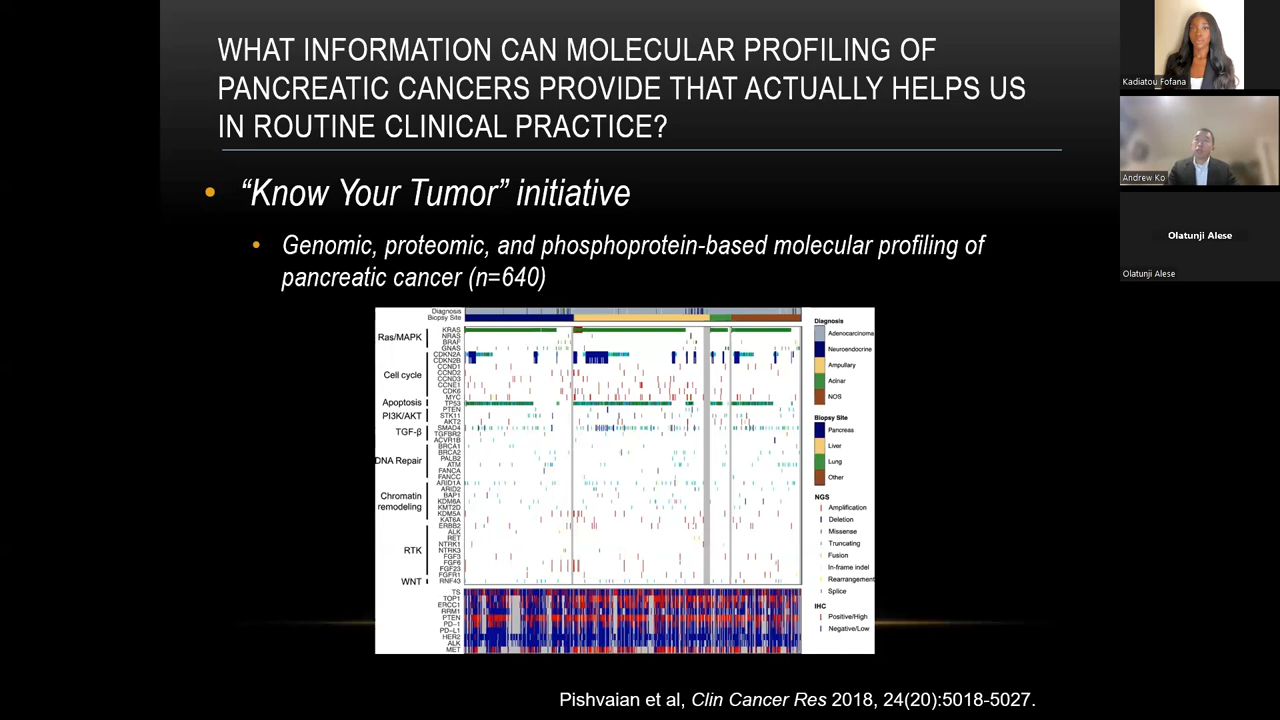 WHAT INFORMATION CAN MOLECULAR PROFILING OF
PANCREATIC CANCERS PROVIDE THAT ACTUALLY HELPS US
IN ROUTINE CLINICAL PRACTICE?
• “Know Your Tumor” initiative
• Genomic, proteomic, and phosphoprotein-based molecular profiling of
pancreatic cancer (n=640)
Diagnosis
Biopsy Site
Ras/MAPK
KRAS
NRAS
BRAF
GNAS
Cell cycle
CDKN2A
CDKN2B
CCND1
CCND2
CCND3
CCNE1
CDK6
MYC
Apoptosis
TP53
PI3K/AKT
PTEN
STK11
AKT2
TGF-β
SMAD4
TGFBR2
ACVR1B
DNA Repair
BRCA1
BRCA2
PALB2
ATM
FANCA
FANCC
Chromatin
remodeling
ARID1A
ARID2
BAP1
KDM6A
KMT2D
KDM5A
KAT6A
RTK
ERBB2
ALK
RET
NTRK1
NTRK3
FGF3
FGF6
FGF23
FGFR1
WNT
RNF43
TS
TOP1
ERCC1
RRM1
PTEN
PD-1
PD-L1
HER2
ALK
MET
Diagnosis
Adenocarcinoma
Neuroendocrine
Ampullary
Acinar
NOS
Biopsy Site
Pancreas
Liver
Lung
Other
NGS
Amplification
Deletion
Missense
Truncating
Fusion
In-frame indel
Rearrangement
Splice
IHC
Positive/High
Negative/Low
Pishvaian et al, Clin Cancer Res 2018, 24(20):5018-5027.
Kadiatou Fofana
Andrew Ko
Olatunji Alese
Olatunji Alese